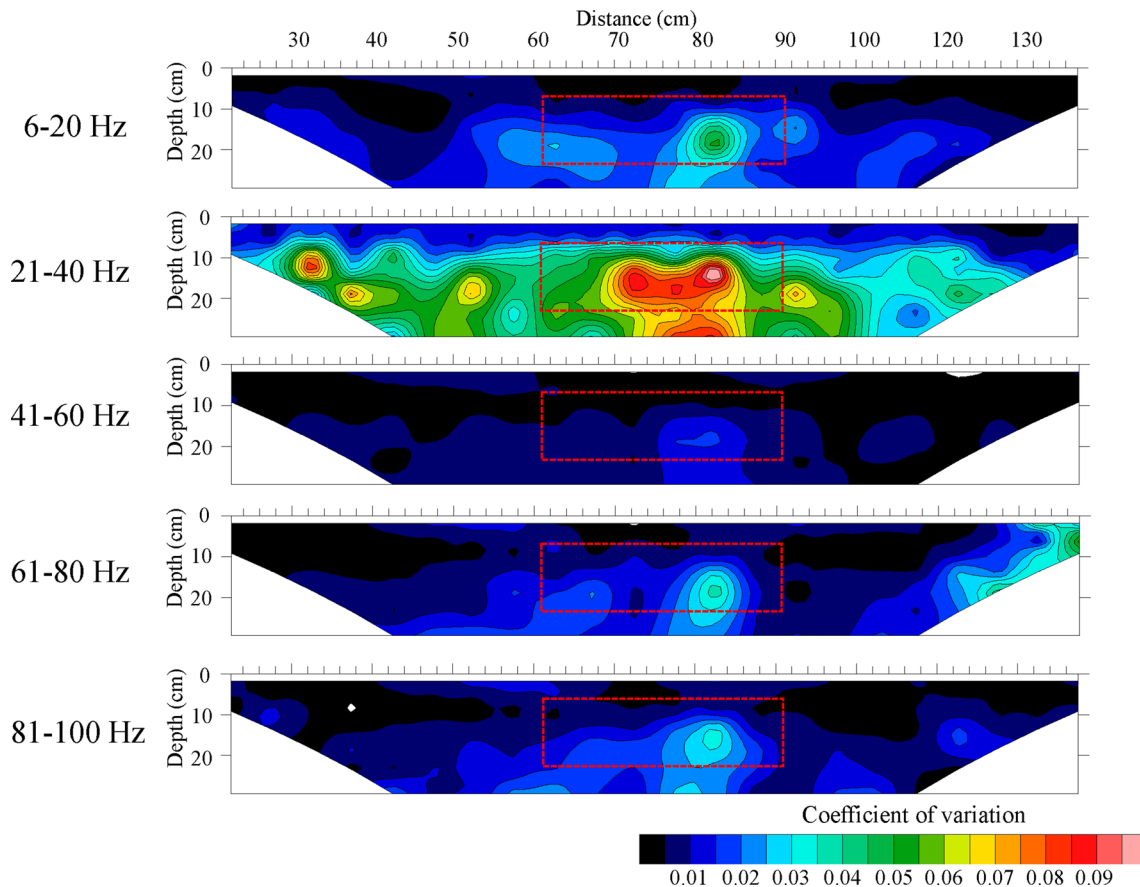 Distance (cm)
30 40 50 60 70 80 90 100 120 130
6-20 Hz
Depth (cm)
0
10
20
21-40 Hz
Depth (cm)
0
10
20
41-60 Hz
Depth (cm)
0
10
20
61-80 Hz
Depth (cm)
0
10
20
81-100 Hz
Depth (cm)
0
10
20
Coefficient of variation
0.01 0.02 0.03 0.04 0.05 0.06 0.07 0.08 0.09